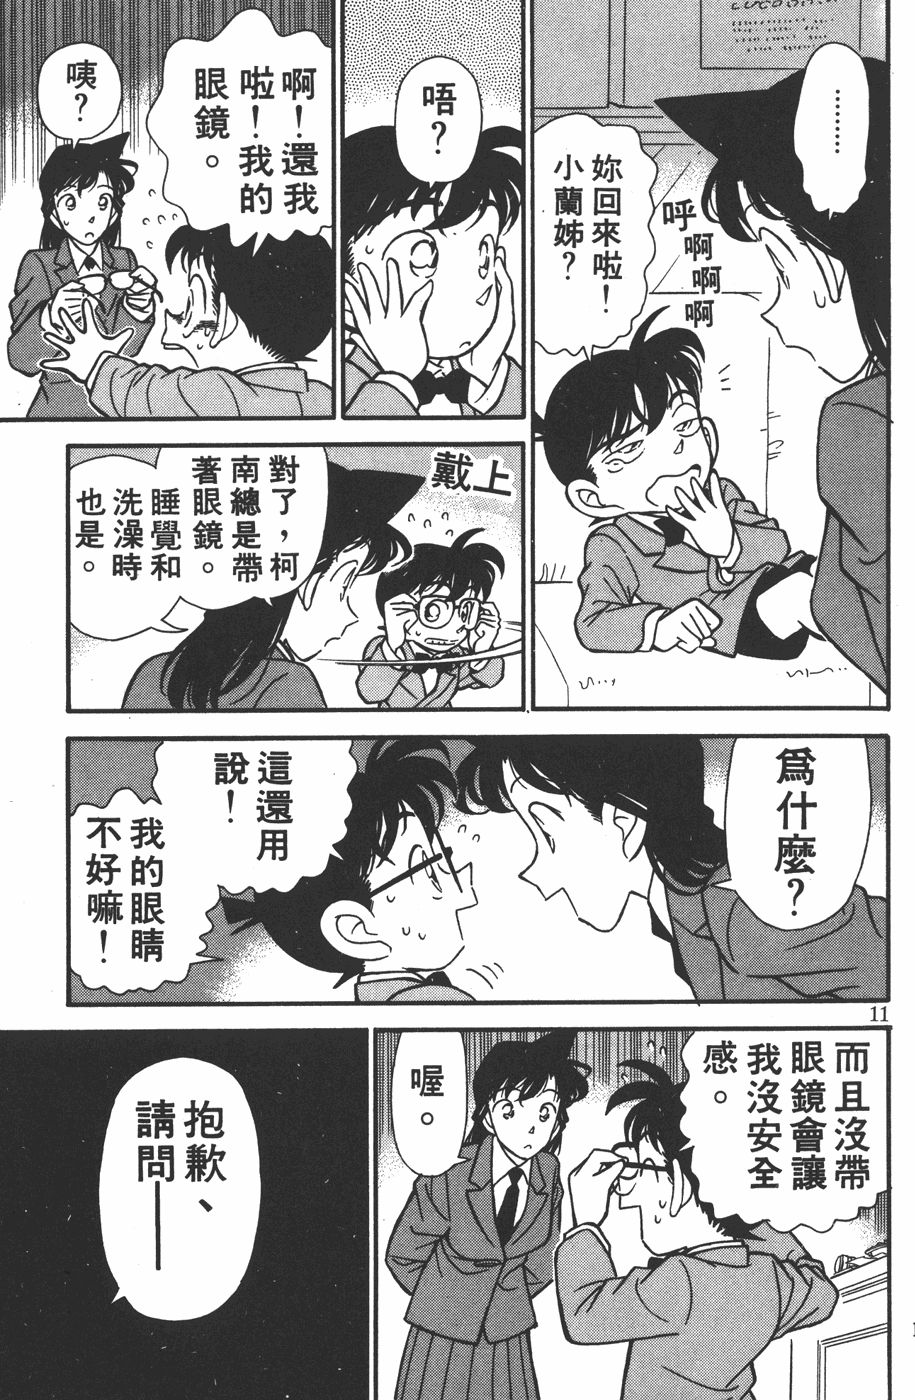 ………
妳回來啦！
小蘭姊？
呼啊啊啊
唔？
啊！還我
啦！我的
眼鏡。
咦？
戴上
對了，柯
南總是帶
著眼鏡。
睡覺和
洗澡時
也是。
爲什麼？
這還用
說！
我的眼睛
不好嘛！
11
而且沒帶
眼鏡會讓
我沒安全
感。
喔。
抱歉、
請問──